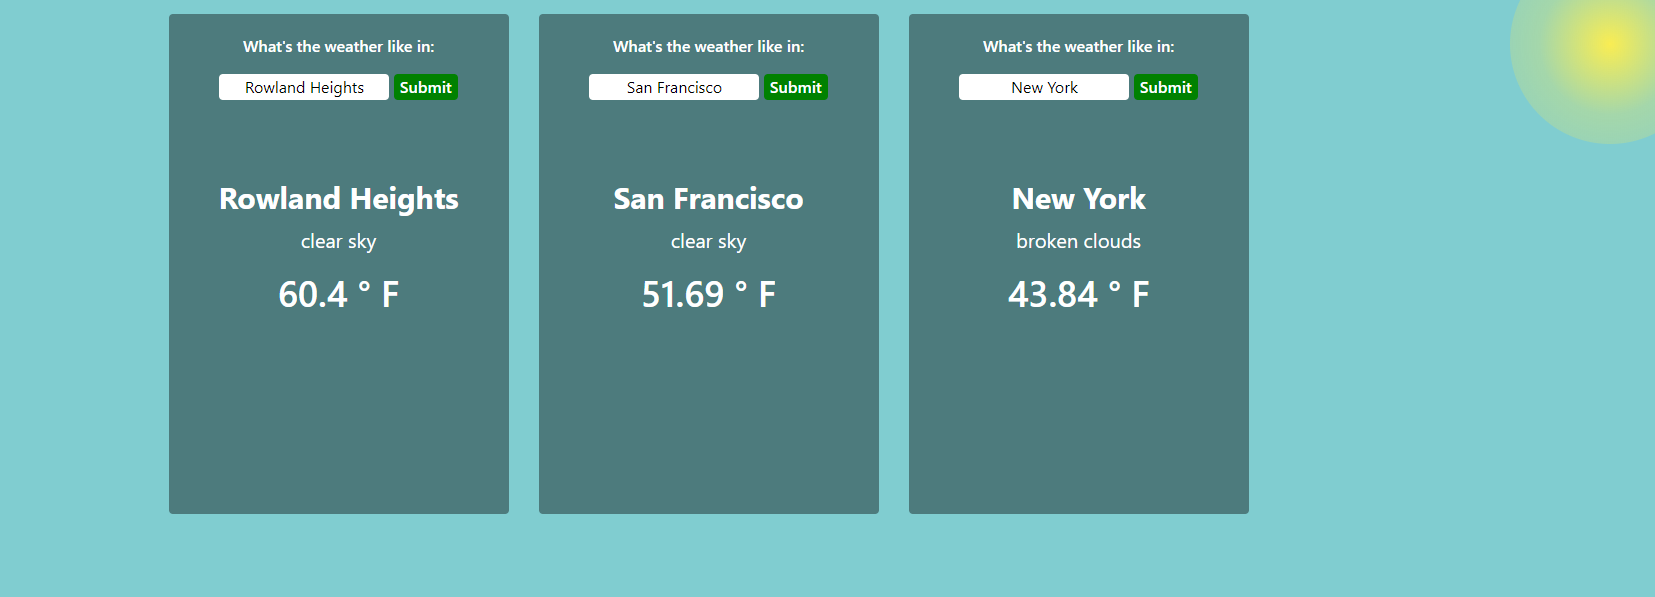 What's the weather like in:
Rowland Heights Submit
Rowland Heights
clear sky
60.4 ° F
What's the weather like in:
San Francisco Submit
San Francisco
clear sky
51.69 ° F
What's the weather like in:
New York Submit
New York
broken clouds
43.84 ° F